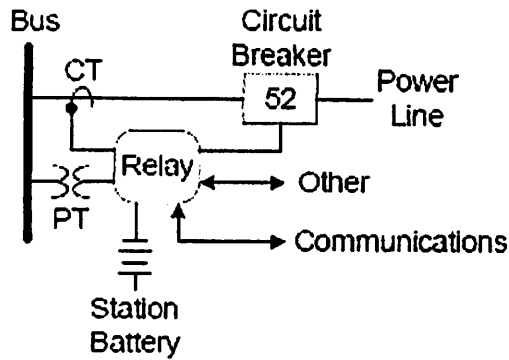 Bus
Circuit
Breaker
CT
52
Power
Line
Relay
Other
PT
Communications
Station
Battery